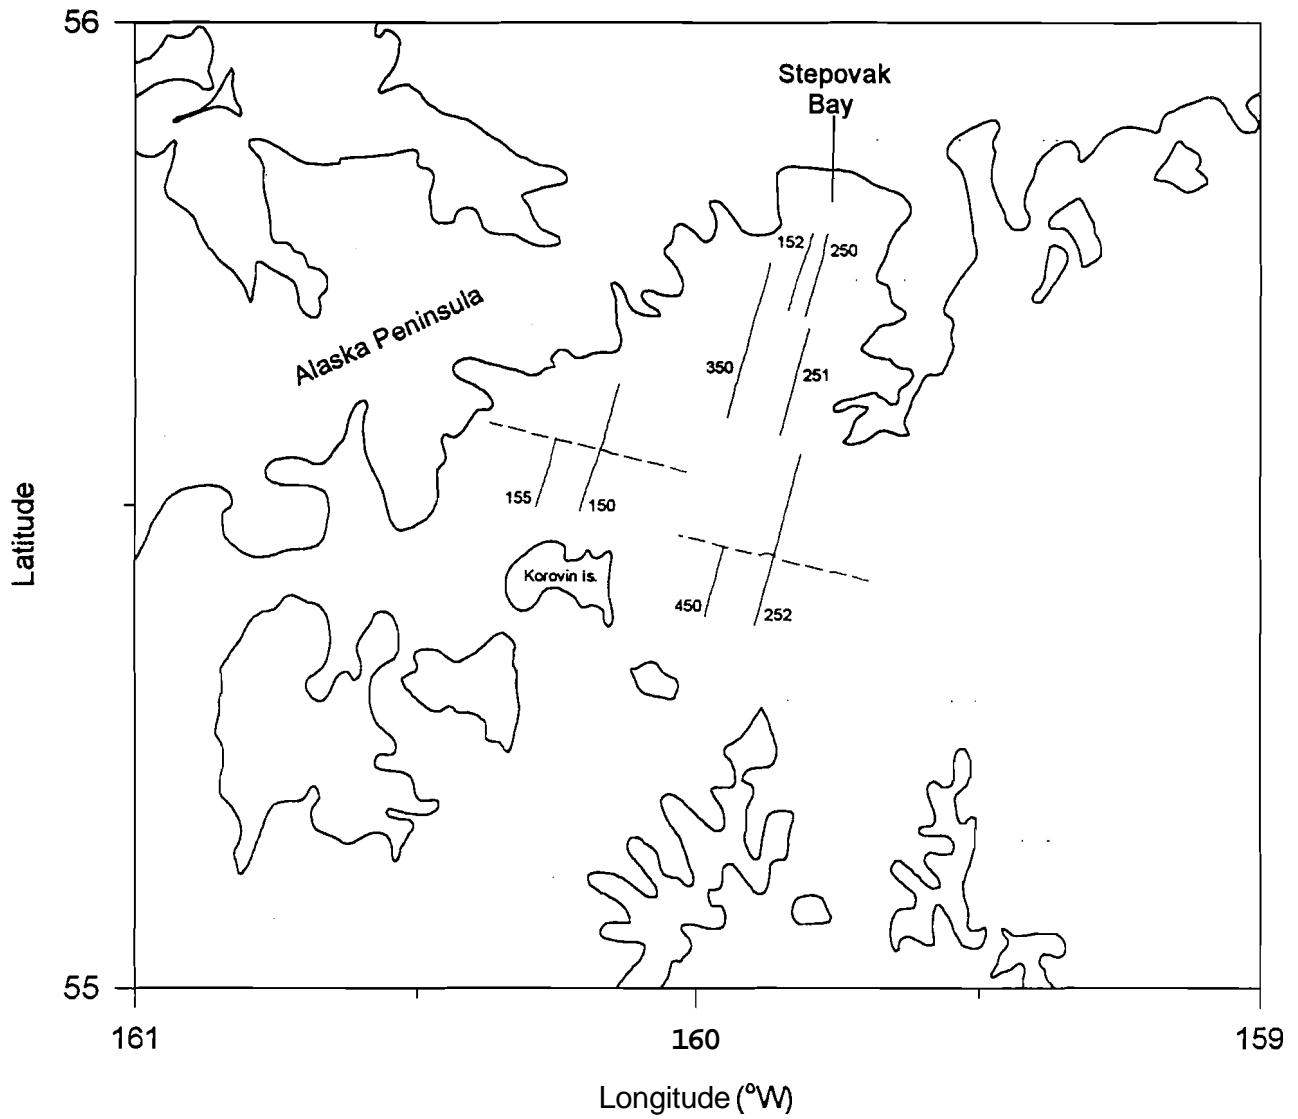 56
Stepovak
Bay
152
250
Alaska Peninsula
350
251
Latitude
155
150
Korovin Is.
450
252
55
161
160
159
Longitude (°W)